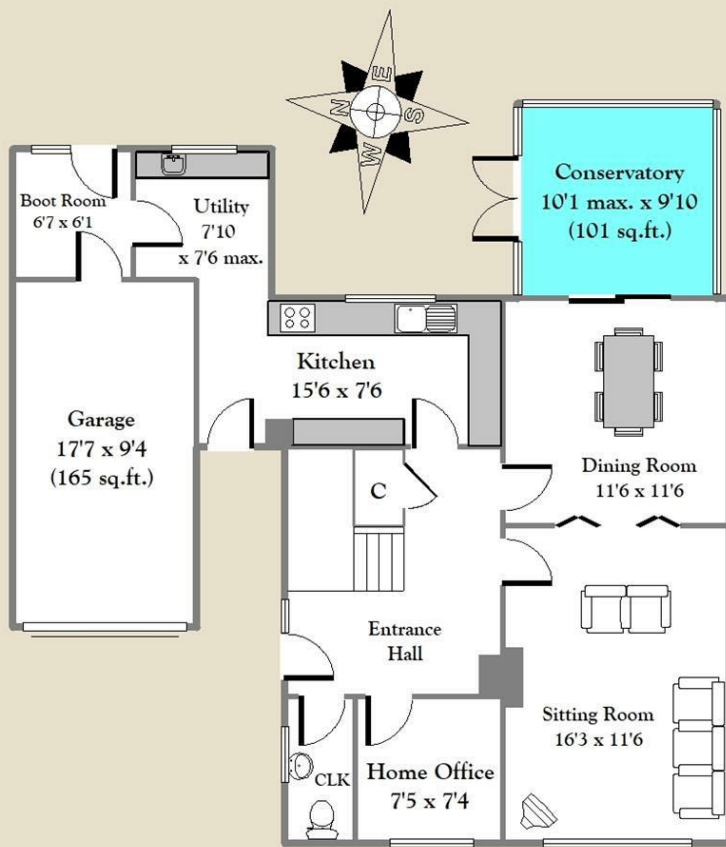 N
E
S
W
Conservatory
10'1 max. x 9'10
(101 sq.ft.)
Boot Room
6'7 x 6'1
Utility
7'10
x 7'6 max.
Kitchen
15'6 x 7'6
Garage
17'7 x 9'4
(165 sq.ft.)
Dining Room
11'6 x 11'6
C
Entrance
Hall
Sitting Room
16'3 x 11'6
CLK
Home Office
7'5 x 7'4